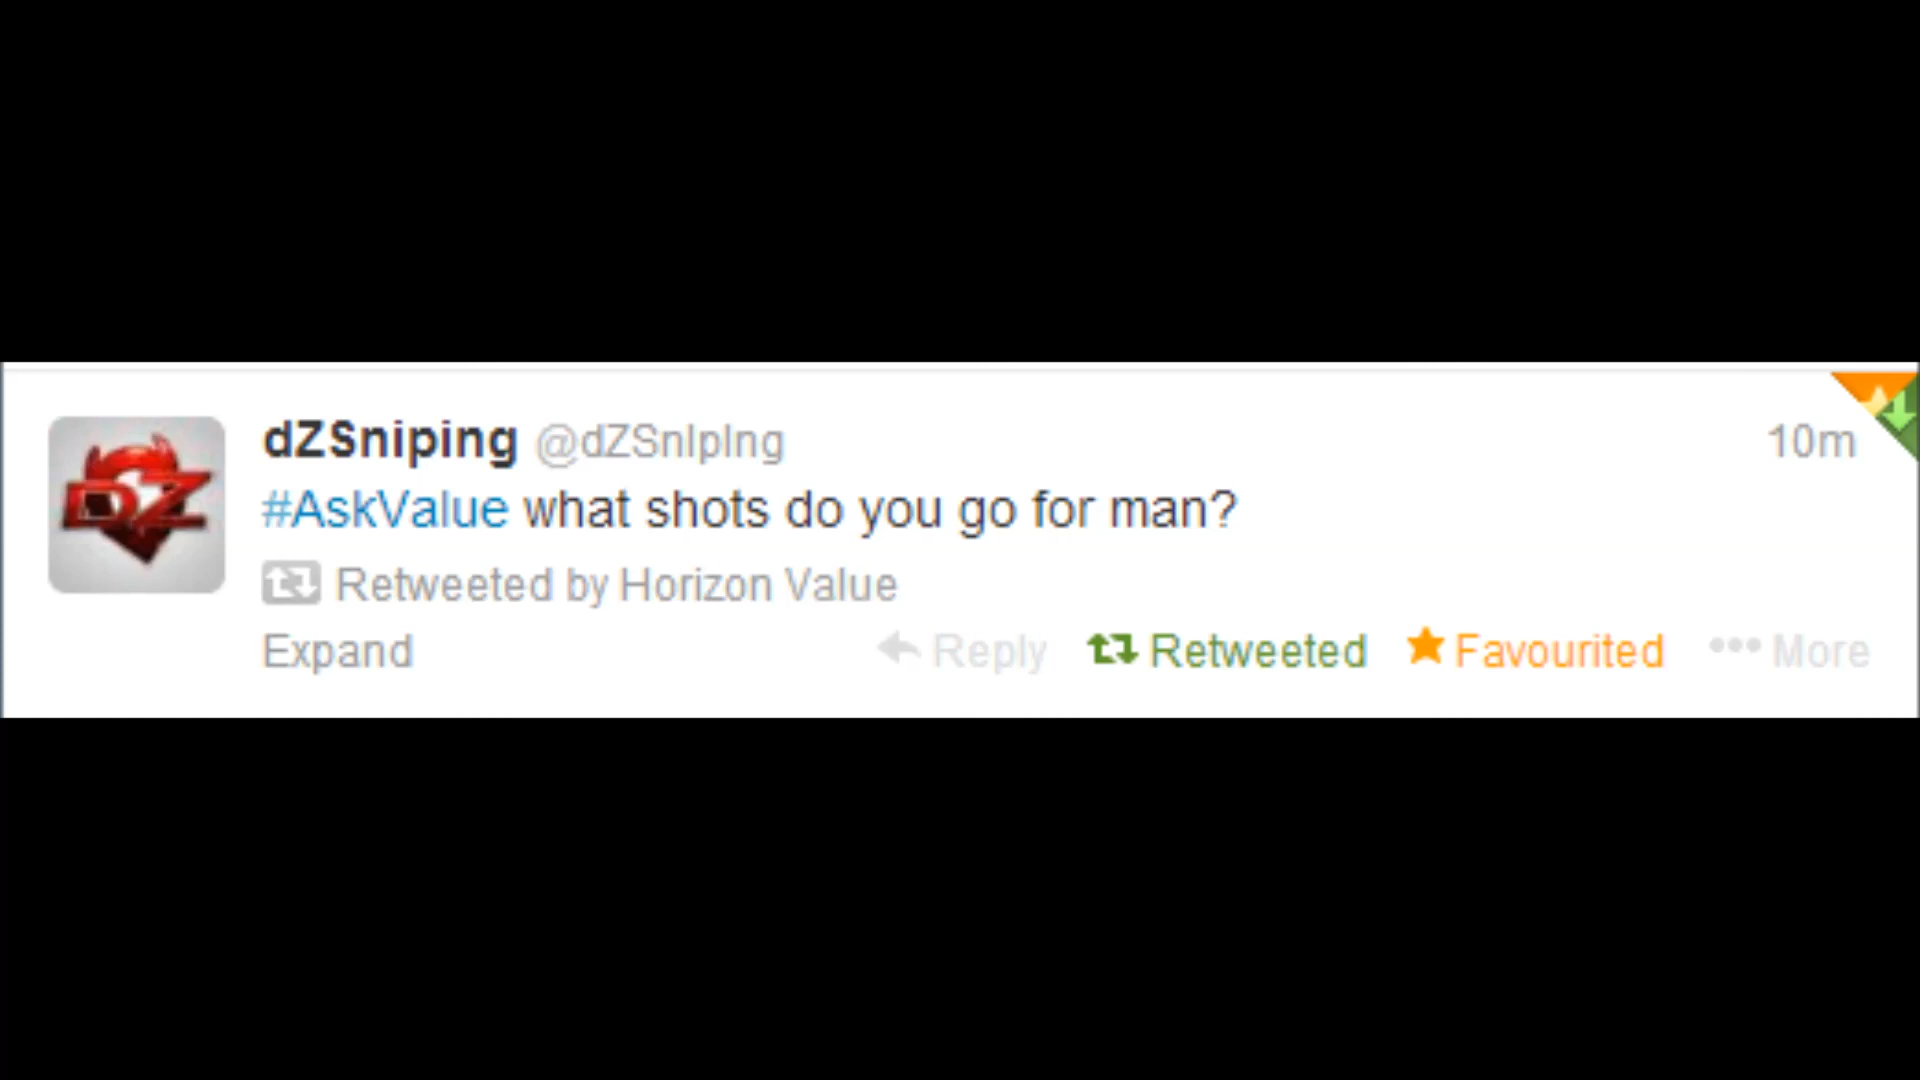 dZSniping @dZSnIpIng 10m
#AskValue what shots do you go for man?
Retweeted by Horizon Value
Expand Reply Retweeted Favourited More
DZ